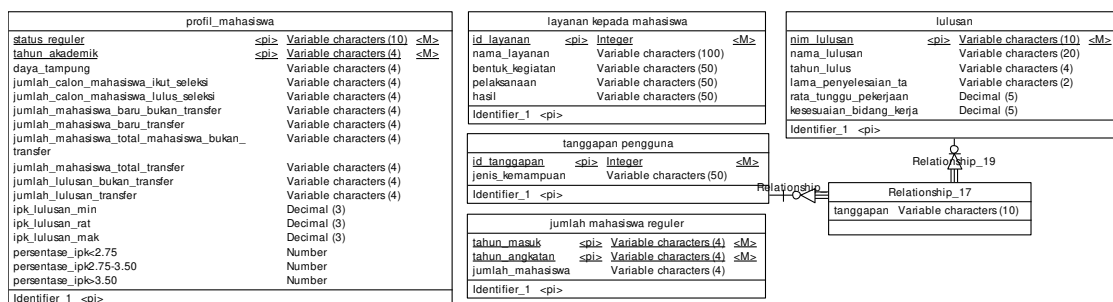 profil_mahasiswa
status_reguler <pi> Variable characters (10) <M>
tahun_akademik <pi> Variable characters (4) <M>
daya_tampung Variable characters (4)
jumlah_calon_mahasiswa_ikut_seleksi Variable characters (4)
jumlah_calon_mahasiswa_lulus_seleksi Variable characters (4)
jumlah_mahasiswa_baru_bukan_transfer Variable characters (4)
jumlah_mahasiswa_baru_transfer Variable characters (4)
jumlah_mahasiswa_total_mahasiswa_bukan_ Variable characters (4)
transfer
jumlah_mahasiswa_total_transfer Variable characters (4)
jumlah_lulusan_bukan_transfer Variable characters (4)
jumlah_lulusan_transfer Variable characters (4)
ipk_lulusan_min Decimal (3)
ipk_lulusan_rat Decimal (3)
ipk_lulusan_mak Decimal (3)
persentase_ipk<2.75 Number
persentase_ipk2.75-3.50 Number
persentase_ipk>3.50 Number
Identifier_1 <pi>
layanan kepada mahasiswa
id_layanan <pi> Integer <M>
nama_layanan Variable characters (100)
bentuk_kegiatan Variable characters (50)
pelaksanaan Variable characters (50)
hasil Variable characters (50)
Identifier_1 <pi>
tanggapan pengguna
id_tanggapan <pi> Integer <M>
jenis_kemampuan Variable characters (50)
Identifier_1 <pi>
jumlah mahasiswa reguler
tahun_masuk <pi> Variable characters (4) <M>
tahun_angkatan <pi> Variable characters (4) <M>
jumlah_mahasiswa Variable characters (4)
Identifier_1 <pi>
lulusan
nim_lulusan <pi> Variable characters (10) <M>
nama_lulusan Variable characters (20)
tahun_lulus Variable characters (4)
lama_penyelesaian_ta Variable characters (2)
rata_tunggu_pekerjaan Decimal (5)
kesesuaian_bidang_kerja Decimal (5)
Identifier_1 <pi>
Relationship_19
Relationship
Relationship_17
tanggapan Variable characters (10)